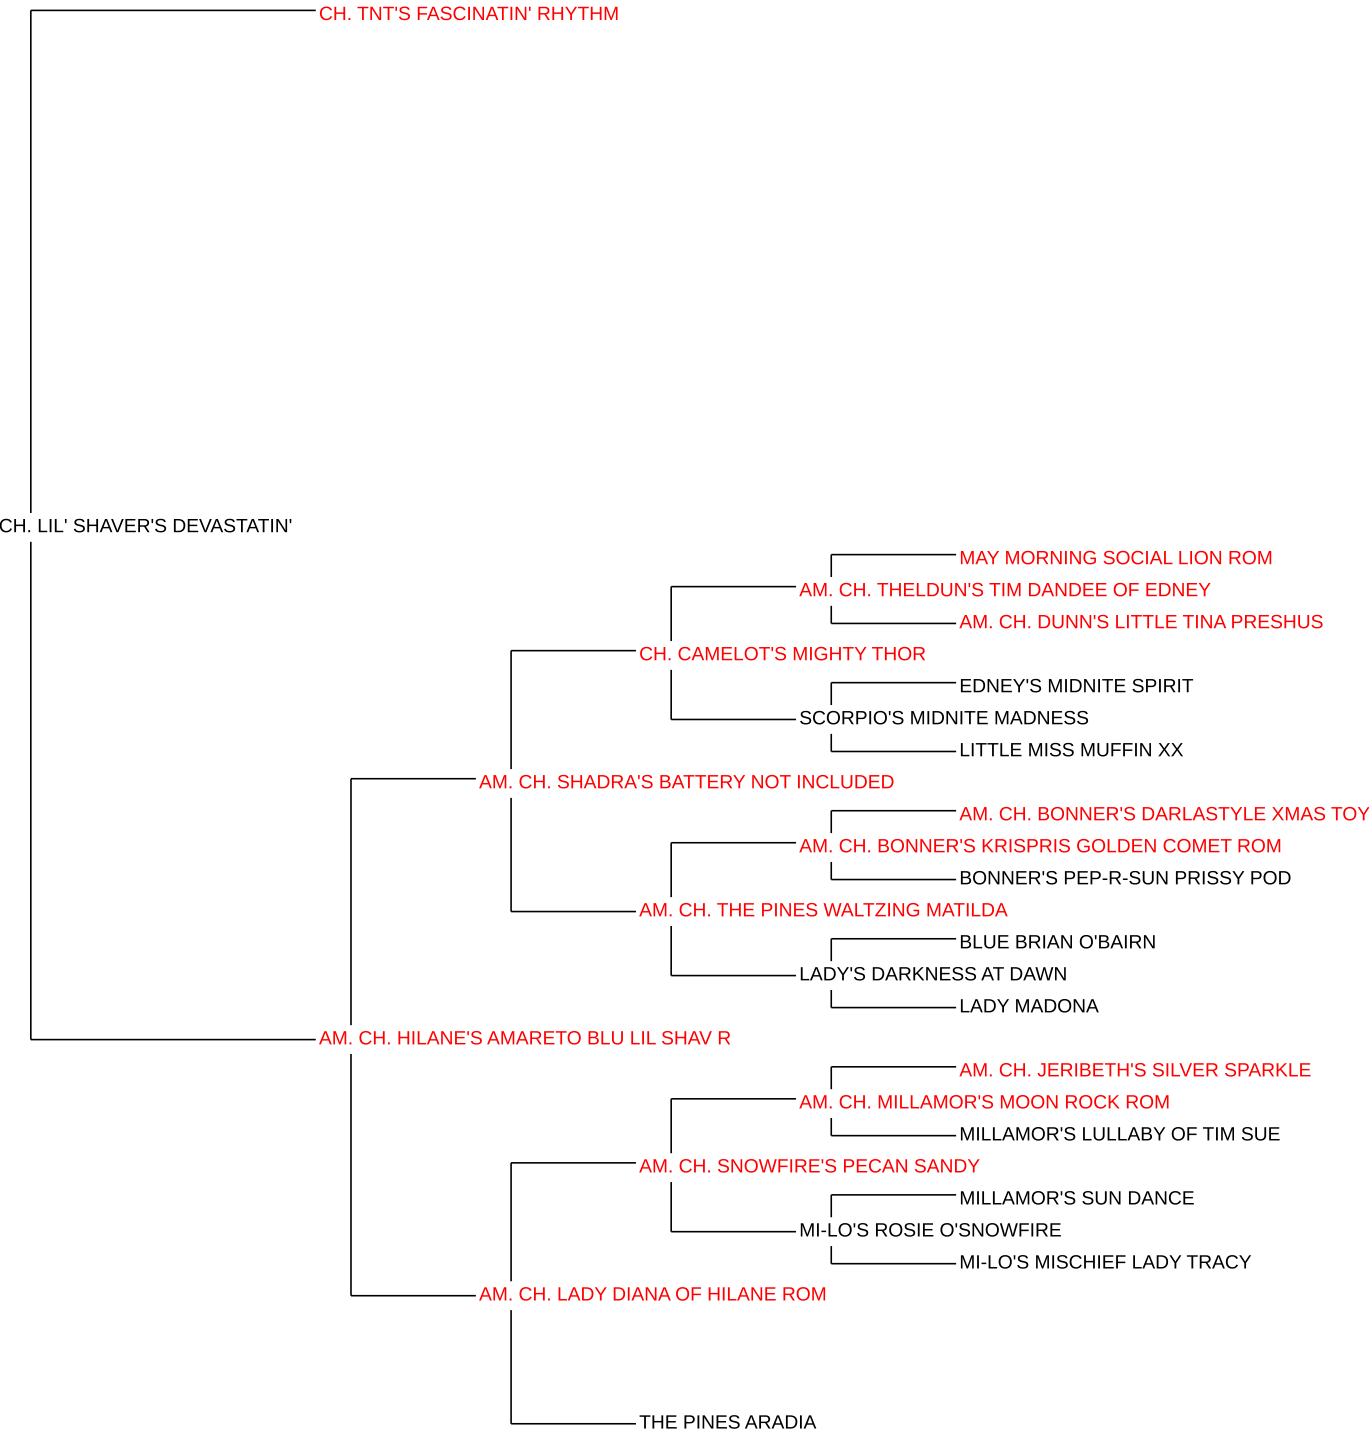 CH. TNT'S FASCINATIN' RHYTHM
CH. LIL' SHAVER'S DEVASTATIN'
MAY MORNING SOCIAL LION ROM
AM. CH. THELDUN'S TIM DANDEE OF EDNEY
AM. CH. DUNN'S LITTLE TINA PRESHUS
CH. CAMELOT'S MIGHTY THOR
EDNEY'S MIDNITE SPIRIT
SCORPIO'S MIDNITE MADNESS
LITTLE MISS MUFFIN XX
AM. CH. SHADRA'S BATTERY NOT INCLUDED
AM. CH. BONNER'S DARLASTYLE XMAS TOY
AM. CH. BONNER'S KRISPRIS GOLDEN COMET ROM
BONNER'S PEP-R-SUN PRISSY POD
AM. CH. THE PINES WALTZING MATILDA
BLUE BRIAN O'BAIRN
LADY'S DARKNESS AT DAWN
LADY MADONA
AM. CH. HILANE'S AMARETO BLU LIL SHAV R
AM. CH. JERIBETH'S SILVER SPARKLE
AM. CH. MILLAMOR'S MOON ROCK ROM
MILLAMOR'S LULLABY OF TIM SUE
AM. CH. SNOWFIRE'S PECAN SANDY
MILLAMOR'S SUN DANCE
MI-LO'S ROSIE O'SNOWFIRE
MI-LO'S MISCHIEF LADY TRACY
AM. CH. LADY DIANA OF HILANE ROM
THE PINES ARADIA